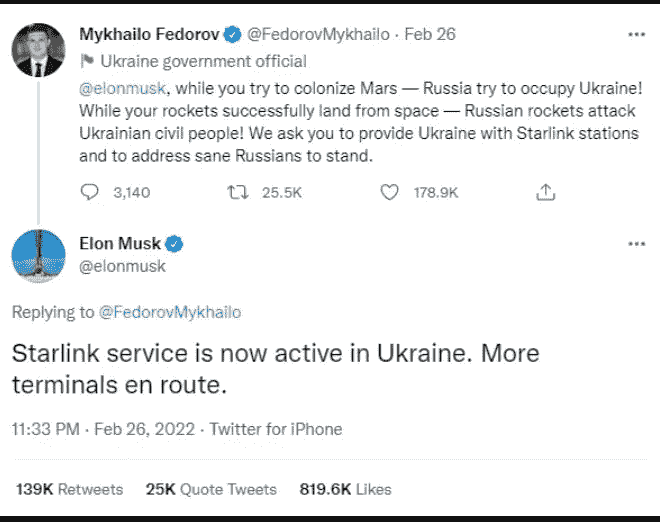 Mykhailo Fedorov @FedorovMykhailo · Feb 26
Ukraine government official
@elonmusk, while you try to colonize Mars — Russia try to occupy Ukraine!
While your rockets successfully land from space — Russian rockets attack
Ukrainian civil people! We ask you to provide Ukraine with Starlink stations
and to address sane Russians to stand.
3,140 25.5K 178.9K
Elon Musk
@elonmusk
Replying to @FedorovMykhailo
Starlink service is now active in Ukraine. More
terminals en route.
11:33 PM · Feb 26, 2022 · Twitter for iPhone
139K Retweets 25K Quote Tweets 819.6K Likes